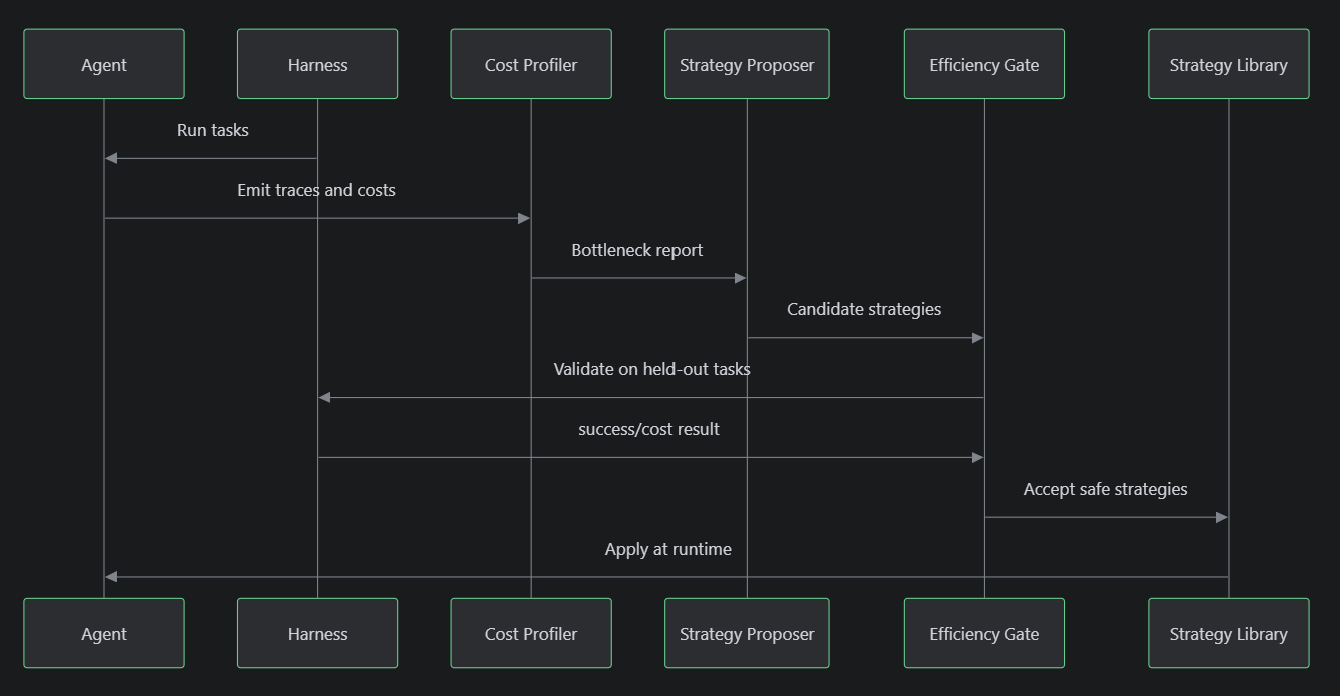 Agent
Harness
Cost Profiler
Strategy Proposer
Efficiency Gate
Strategy Library
Run tasks
Emit traces and costs
Bottleneck report
Candidate strategies
Validate on held-out tasks
success/cost result
Accept safe strategies
Apply at runtime
Agent
Harness
Cost Profiler
Strategy Proposer
Efficiency Gate
Strategy Library